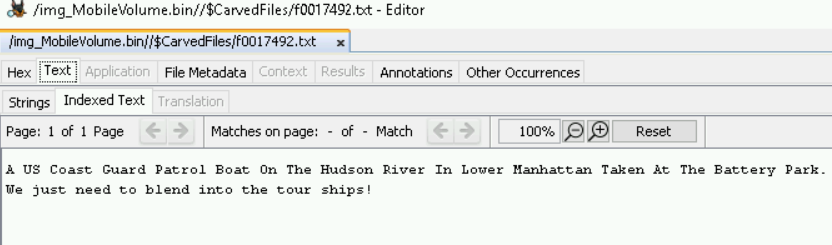 /img_MobileVolume.bin//$CarvedFiles/f0017492.txt - Editor
/img_MobileVolume.bin//$CarvedFiles/f0017492.txt x
Hex Text Application File Metadata Context Results Annotations Other Occurrences
Strings Indexed Text Translation
Page: 1 of 1 Page Matches on page: - of - Match 100% Reset
A US Coast Guard Patrol Boat On The Hudson River In Lower Manhattan Taken At The Battery Park.
We just need to blend into the tour ships!